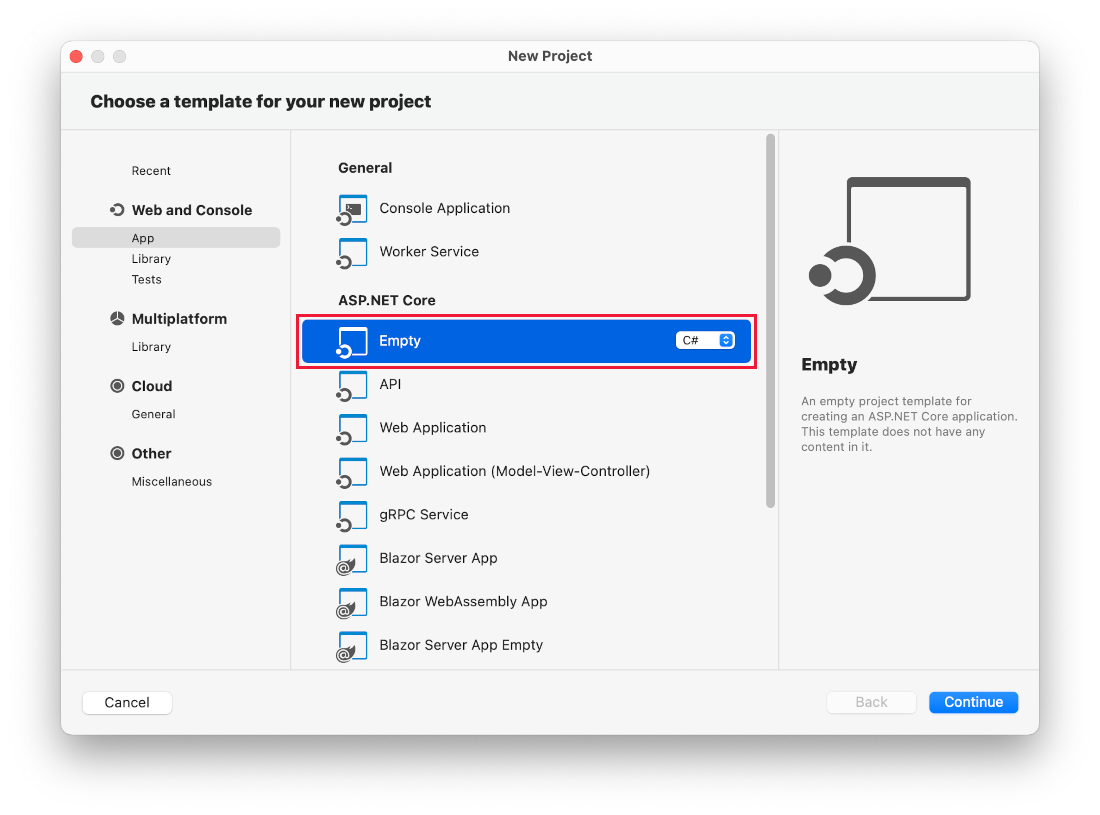 New Project
Choose a template for your new project
Recent
Web and Console
App
Library
Tests
Multiplatform
Library
Cloud
General
Other
Miscellaneous
General
Console Application
Worker Service
ASP.NET Core
Empty
C#
API
Web Application
Web Application (Model-View-Controller)
gRPC Service
Blazor Server App
Blazor WebAssembly App
Blazor Server App Empty
Empty
An empty project template for
creating an ASP.NET Core application.
This template does not have any
content in it.
Cancel
Back
Continue